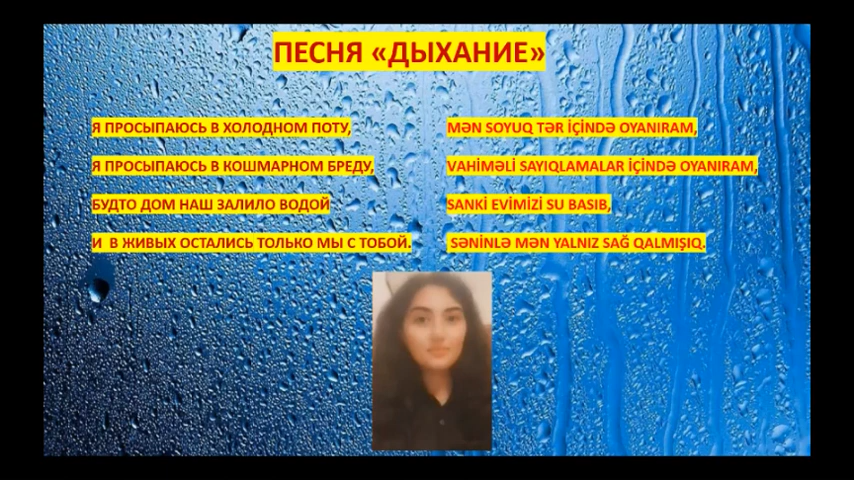 ПЕСНЯ «ДЫХАНИЕ»
Я ПРОСЫПАЮСЬ В ХОЛОДНОМ ПОТУ,
Я ПРОСЫПАЮСЬ В КОШМАРНОМ БРЕДУ,
БУДТО ДОМ НАШ ЗАЛИЛО ВОДОЙ
И В ЖИВЫХ ОСТАЛИСЬ ТОЛЬКО МЫ С ТОБОЙ.
MƏN SOYUQ TƏR İÇİNDƏ OYANIRAM,
VAHİMƏLİ SAYIQLAMALAR İÇİNDƏ OYANIRAM,
SANKİ EVİMİZİ SU BASIB,
SƏNİNLƏ MƏN YALNIZ SAĞ QALMIŞIQ.